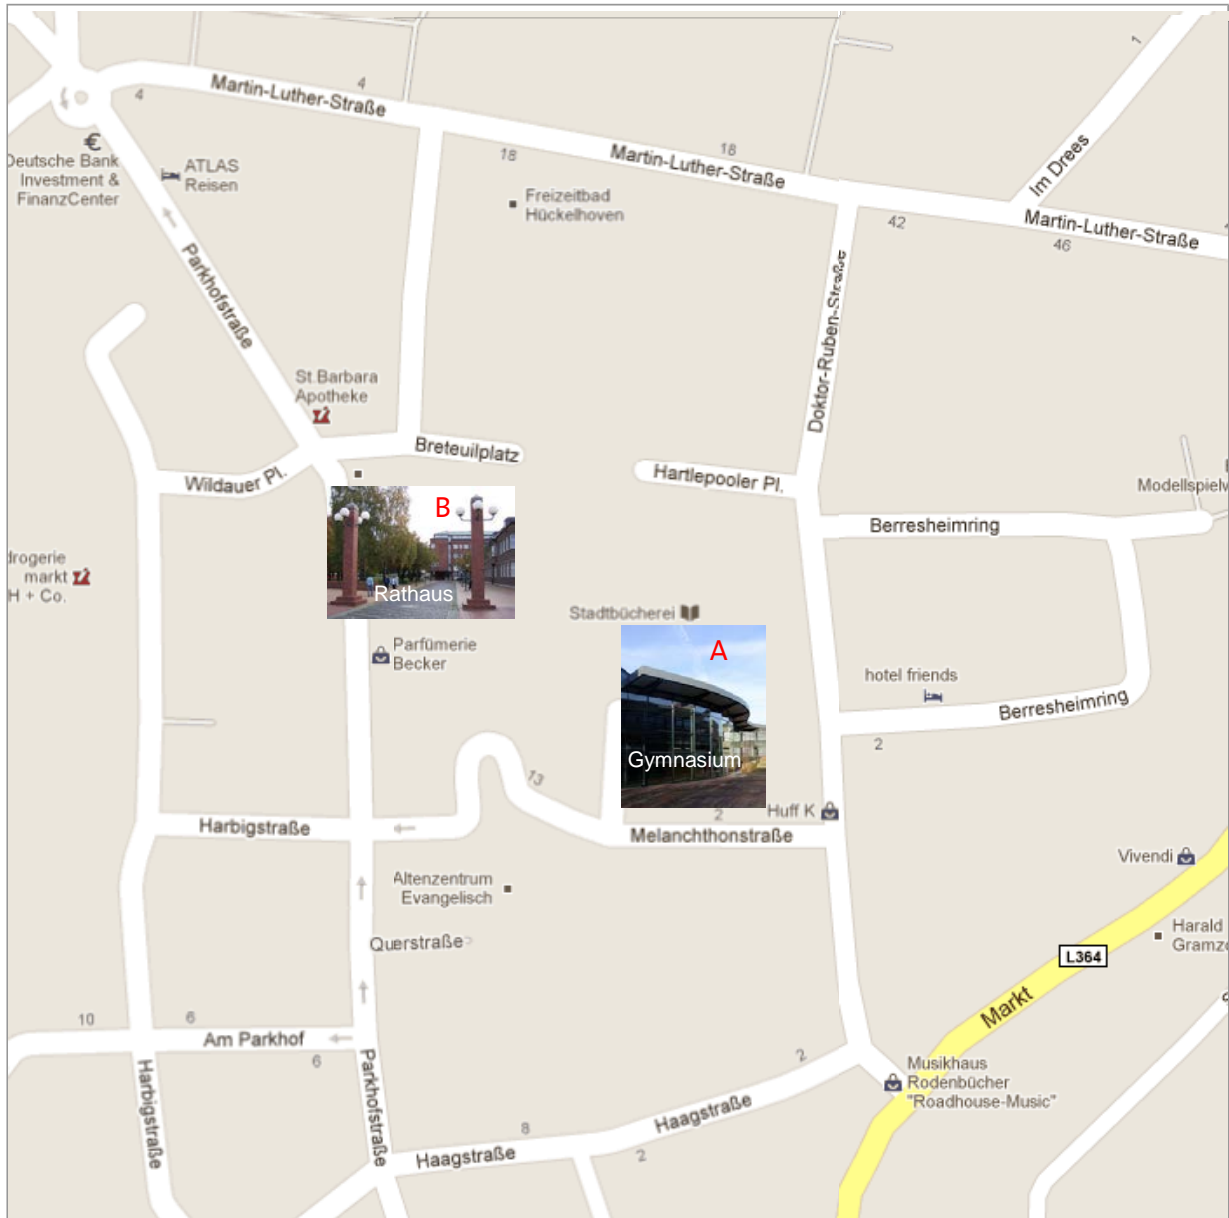 1
4
Martin-Luther-Straße
4
18
18
Martin-Luther-Straße
Im Drees
42
Martin-Luther-Straße
46
€
Deutsche Bank
Investment &
FinanzCenter
ATLAS
Reisen
Freizeitbad
Hückelhoven
Parkhofstraße
Doktor-Ruben-Straße
St.Barbara
Apotheke
Breteuilplatz
Wildauer Pl.
Hartlepooler Pl.
Modellspielw
Berresheimring
B
Rathaus
drogerie
markt
H + Co.
Stadtbücherei
A
Gymnasium
Parfümerie
Becker
hotel friends
Berresheimring
2
13
2
Huff K
Harbigstraße
Melanchthonstraße
Vivendi
Altenzentrum
Evangelisch
Querstraße
Harald
Gramzo
L364
Markt
10
6
Am Parkhof
6
2
Harbigstraße
Parkhofstraße
Musikhaus
Rodenbücher
"Roadhouse-Music"
Haagstraße
8
2
Haagstraße